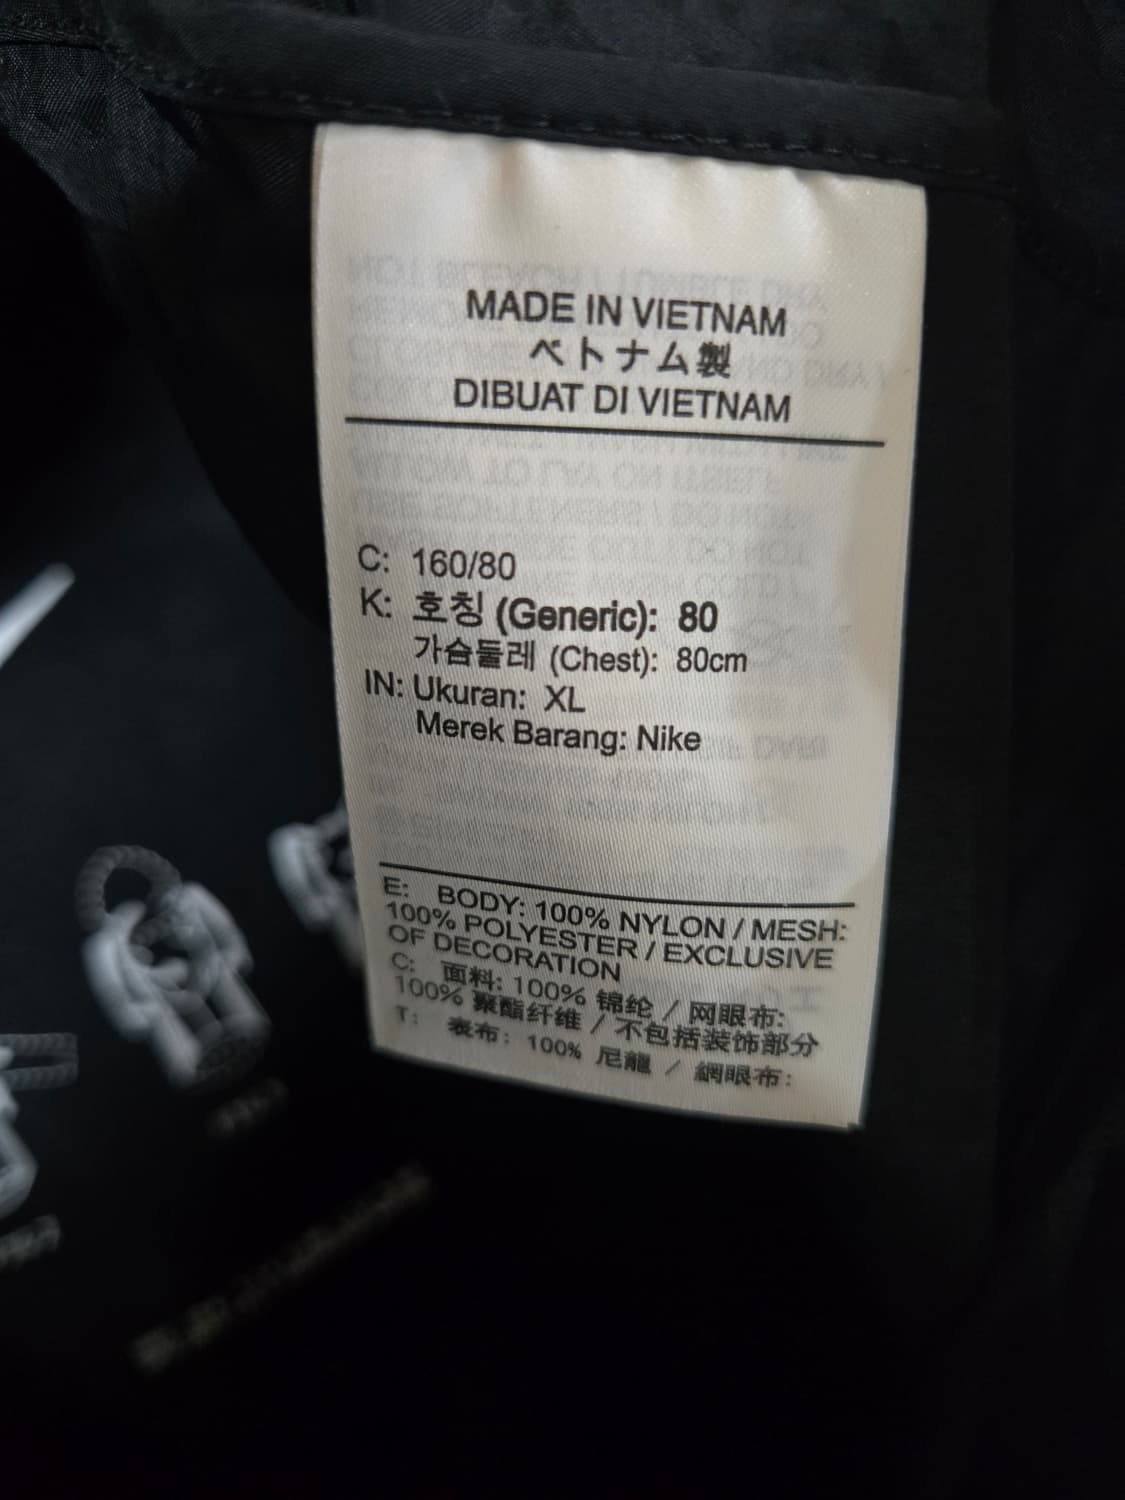 MADE IN VIETNAM
ベトナム製
DIBUAT DI VIETNAM
C: 160/80
K: 호칭 (Generic): 80
가슴둘레 (Chest): 80cm
IN: Ukuran: XL
Merek Barang: Nike
E: BODY: 100% NYLON / MESH:
100% POLYESTER / EXCLUSIVE
OF DECORATION
C: 面料: 100% 锦纶 / 网眼布:
100% 聚酯纤维 / 不包括装饰部分
T: 表布: 100% 尼龍 / 網眼布: